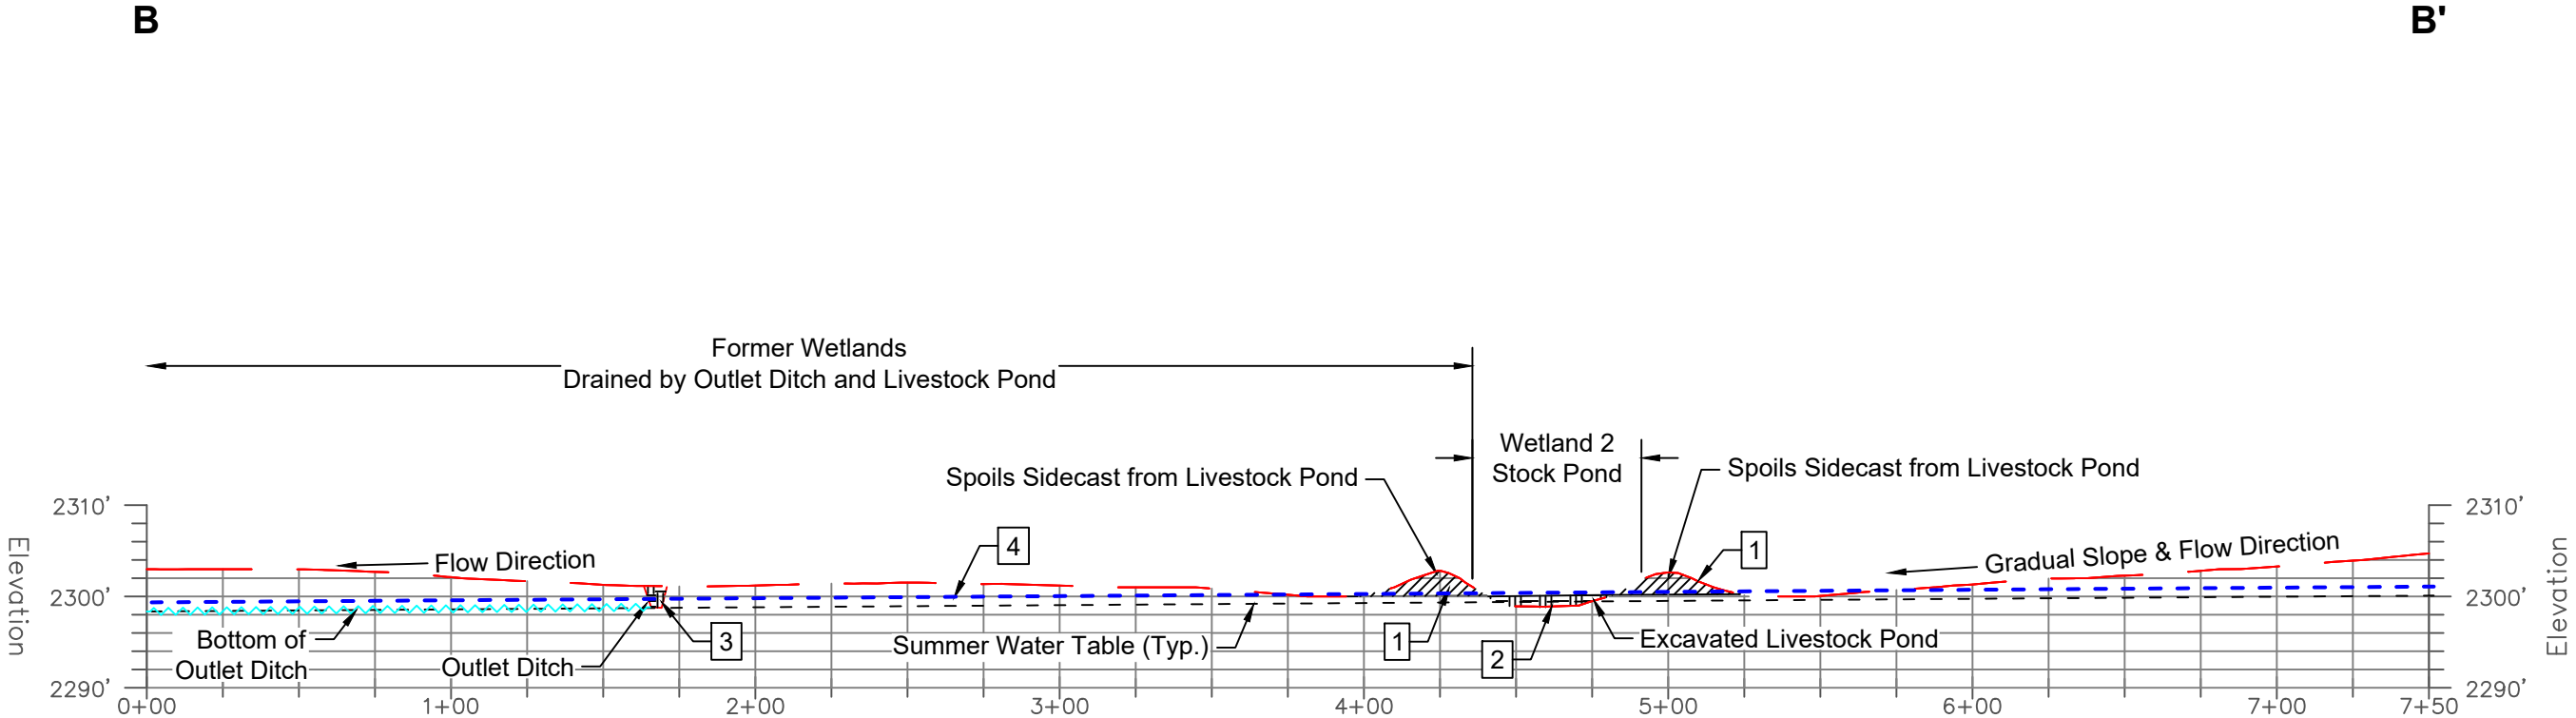 B
B'
Former Wetlands
Drained by Outlet Ditch and Livestock Pond
Wetland 2
Stock Pond
Spoils Sidecast from Livestock Pond
Spoils Sidecast from Livestock Pond
2310'
2310'
Elevation
Elevation
Flow Direction
4
1
Gradual Slope & Flow Direction
2300'
2300'
Bottom of
Outlet Ditch
Outlet Ditch
3
Summer Water Table (Typ.)
1
2
Excavated Livestock Pond
2290'
2290'
0+00
1+00
2+00
3+00
4+00
5+00
6+00
7+00
7+50